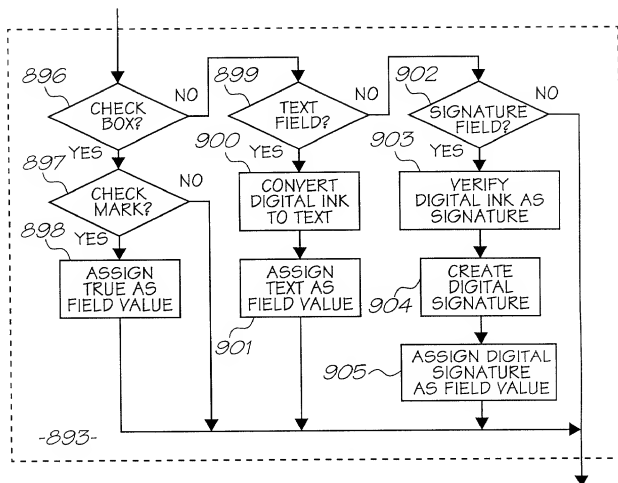 896
CHECK
BOX?
NO
YES
897
CHECK
MARK?
NO
YES
898
ASSIGN
TRUE AS
FIELD VALUE
899
TEXT
FIELD?
NO
YES
900
CONVERT
DIGITAL INK
TO TEXT
ASSIGN
TEXT AS
FIELD VALUE
901
902
SIGNATURE
FIELD?
NO
YES
903
VERIFY
DIGITAL INK AS
SIGNATURE
CREATE
DIGITAL
SIGNATURE
904
ASSIGN DIGITAL
SIGNATURE
AS FIELD VALUE
905
-893-